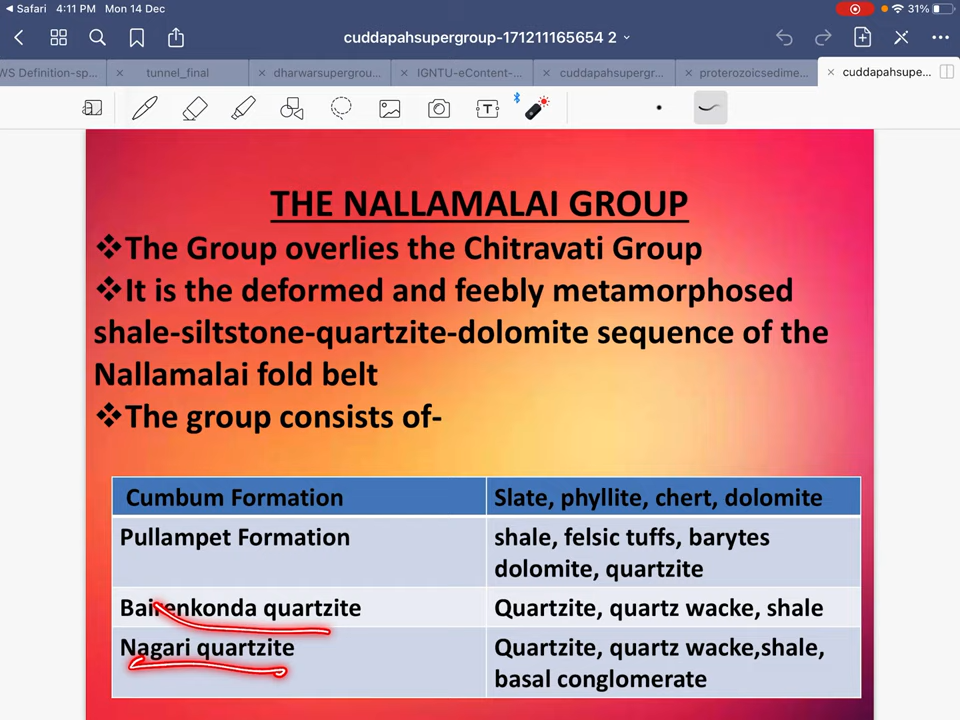 Safari 4:11 PM Mon 14 Dec 31%
cuddapahsupergroup-171211165654 2
WS Definition-sp... tunnel_final dharwarsupergrou... IGNTU-eContent-... cuddapahsupergr... proterozoicsedime... cuddapahsupe...
THE NALLAMALAI GROUP
❖The Group overlies the Chitravati Group
❖It is the deformed and feebly metamorphosed
shale-siltstone-quartzite-dolomite sequence of the
Nallamalai fold belt
❖The group consists of-
Cumbum Formation Slate, phyllite, chert, dolomite
Pullampet Formation shale, felsic tuffs, barytes
dolomite, quartzite
Bairenkonda quartzite Quartzite, quartz wacke, shale
Nagari quartzite Quartzite, quartz wacke,shale,
basal conglomerate